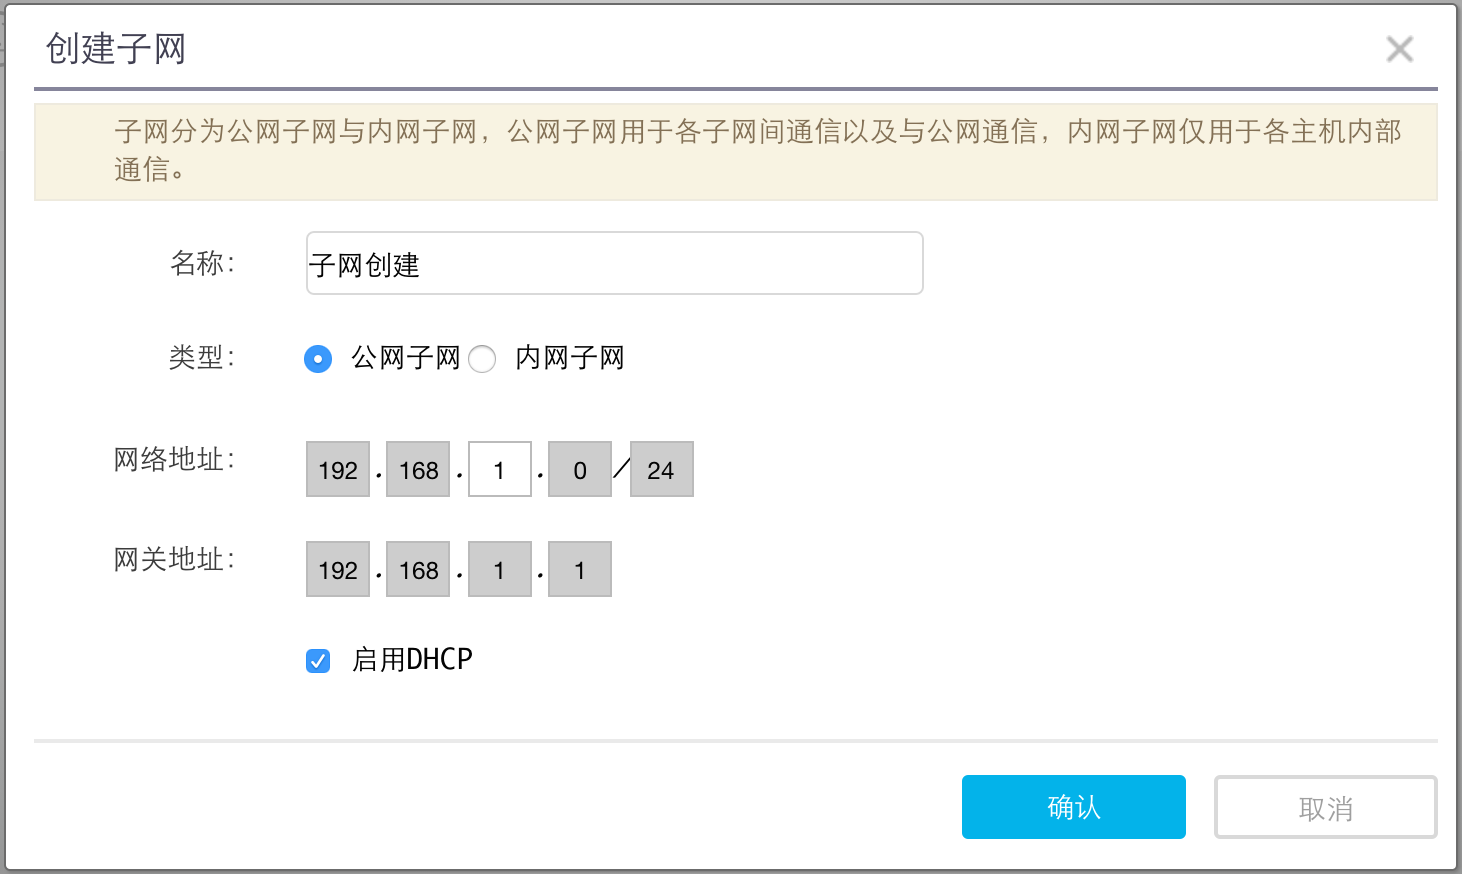 创建子网
子网分为公网子网与内网子网，公网子网用于各子网间通信以及与公网通信，内网子网仅用于各主机内部
通信。
名称：
子网创建
类型：
公网子网 内网子网
网络地址：
192.168.1.0/24
网关地址：
192.168.1.1
启用DHCP
确认 取消